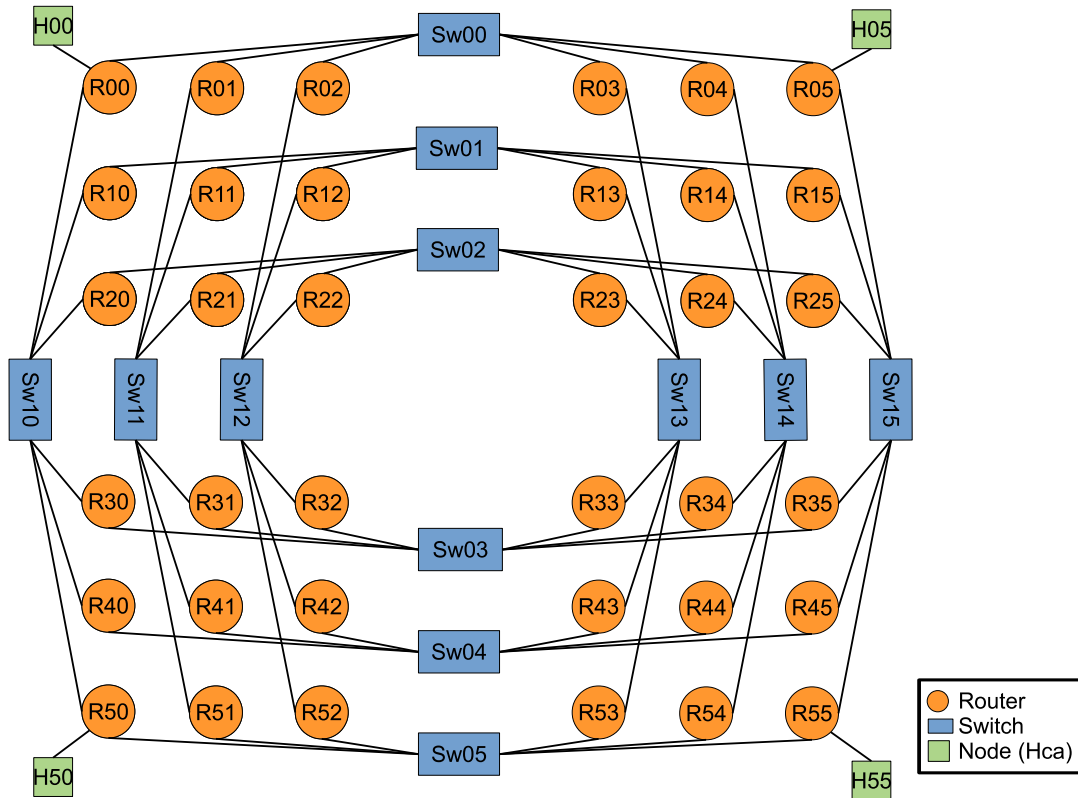 H00
H05
Sw00
R00 R01 R02 R03 R04 R05
Sw01
R10 R11 R12 R13 R14 R15
Sw02
R20 R21 R22 R23 R24 R25
Sw10 Sw11 Sw12 Sw13 Sw14 Sw15
R30 R31 R32 R33 R34 R35
Sw03
R40 R41 R42 R43 R44 R45
Sw04
R50 R51 R52 R53 R54 R55
Sw05
H50
H55
Router
Switch
Node (Hca)